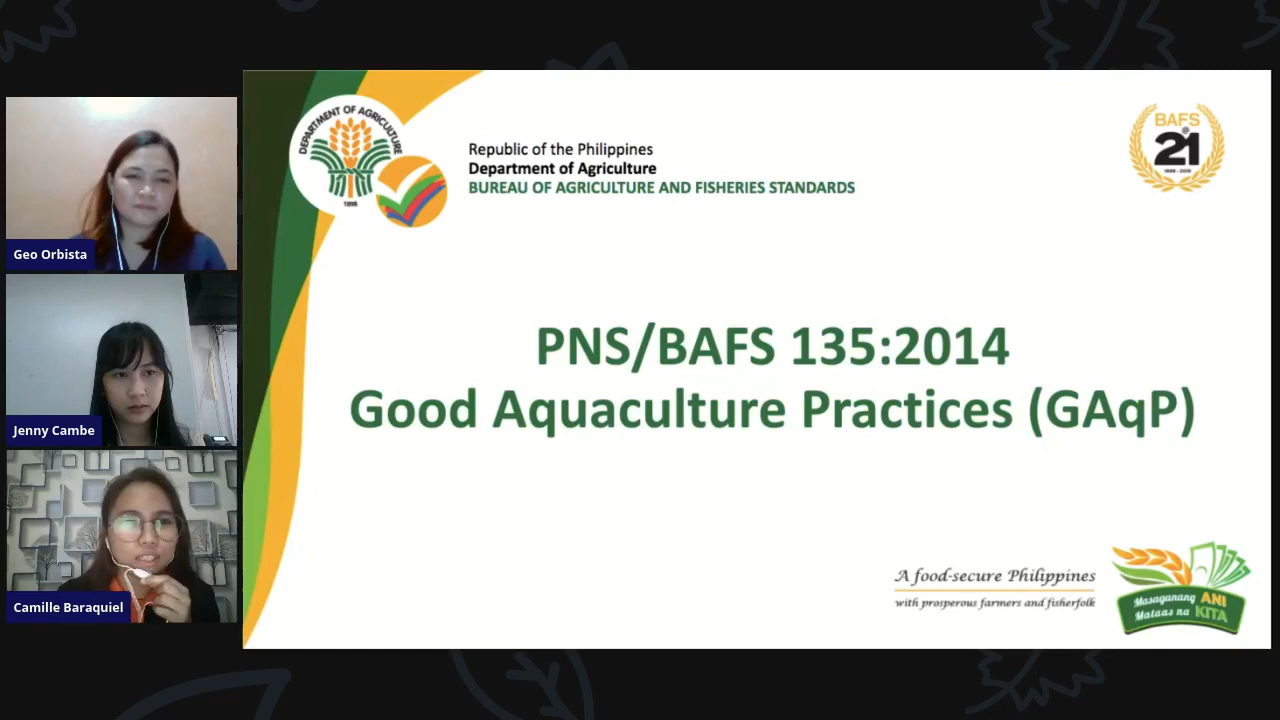 Geo Orbista
Jenny Cambe
Camille Baraquiel
DEPARTMENT OF AGRICULTURE
1898
Republic of the Philippines
Department of Agriculture
BUREAU OF AGRICULTURE AND FISHERIES STANDARDS
BAFS
@
21
PNS/BAFS 135:2014
Good Aquaculture Practices (GAqP)
A food-secure Philippines
with prosperous farmers and fisherfolk
Masaganang ANI
Mataas na KITA